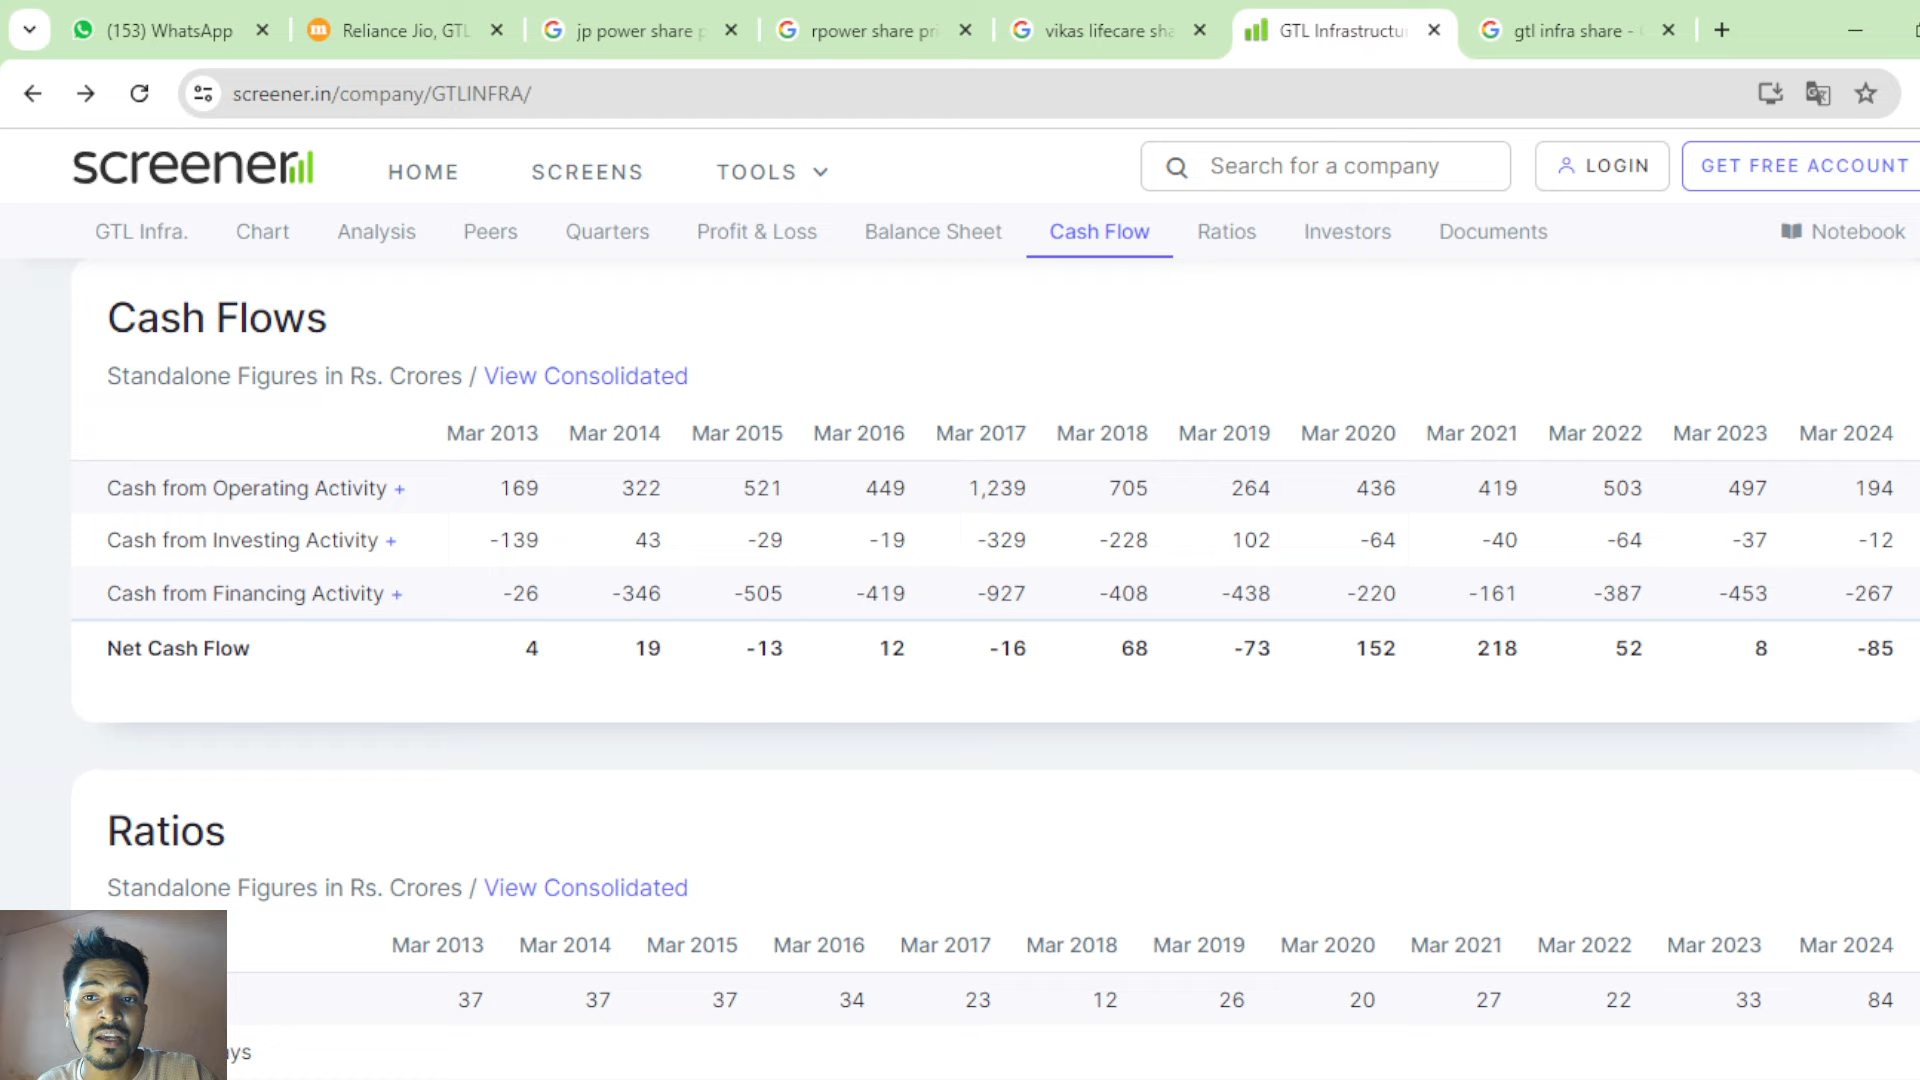 (153) WhatsApp
Reliance Jio, GTL
jp power share p
rpower share pri
vikas lifecare sha
GTL Infrastructu
gtl infra share - G
screener.in/company/GTLINFRA/
screener
HOME
SCREENS
TOOLS
Search for a company
LOGIN
GET FREE ACCOUNT
GTL Infra. Chart Analysis Peers Quarters Profit & Loss Balance Sheet Cash Flow Ratios Investors Documents Notebook
Cash Flows
Standalone Figures in Rs. Crores / View Consolidated
Mar 2013 Mar 2014 Mar 2015 Mar 2016 Mar 2017 Mar 2018 Mar 2019 Mar 2020 Mar 2021 Mar 2022 Mar 2023 Mar 2024
Cash from Operating Activity + 169 322 521 449 1,239 705 264 436 419 503 497 194
Cash from Investing Activity + -139 43 -29 -19 -329 -228 102 -64 -40 -64 -37 -12
Cash from Financing Activity + -26 -346 -505 -419 -927 -408 -438 -220 -161 -387 -453 -267
Net Cash Flow 4 19 -13 12 -16 68 -73 152 218 52 8 -85
Ratios
Standalone Figures in Rs. Crores / View Consolidated
Mar 2013 Mar 2014 Mar 2015 Mar 2016 Mar 2017 Mar 2018 Mar 2019 Mar 2020 Mar 2021 Mar 2022 Mar 2023 Mar 2024
37 37 37 34 23 12 26 20 27 22 33 84
ays